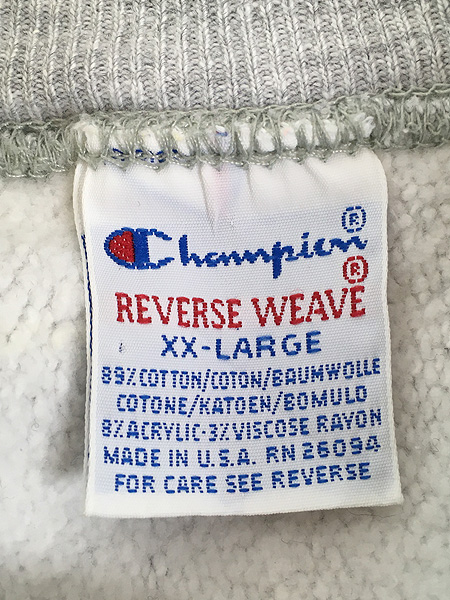 Champion®
REVERSE WEAVE®
XX-LARGE
89% COTTON/COTON/BAUMWOLLE
COTONE/KATOEN/BOMULD
8% ACRYLIC·3% VISCOSE RAYON
MADE IN U.S.A. RN 26094
FOR CARE SEE REVERSE